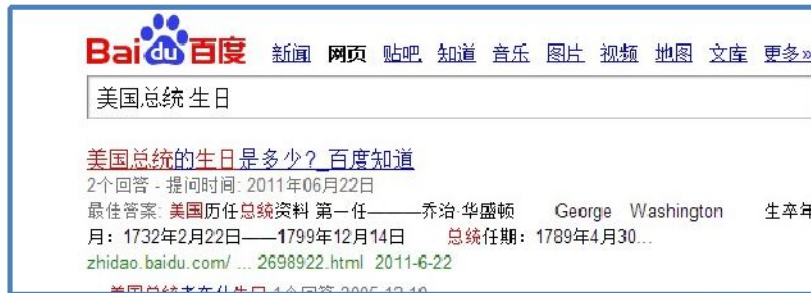 Bai du 百度 新闻 网页 贴吧 知道 音乐 图片 视频 地图 文库 更多»
美国总统 生日
美国总统的生日是多少?_百度知道
2个回答 - 提问时间: 2011年06月22日
最佳答案: 美国历任总统资料 第一任———乔治·华盛顿 George Washington 生卒年
月：1732年2月22日——1799年12月14日 总统任期：1789年4月30...
zhidao.baidu.com/ ... 2698922.html 2011-6-22